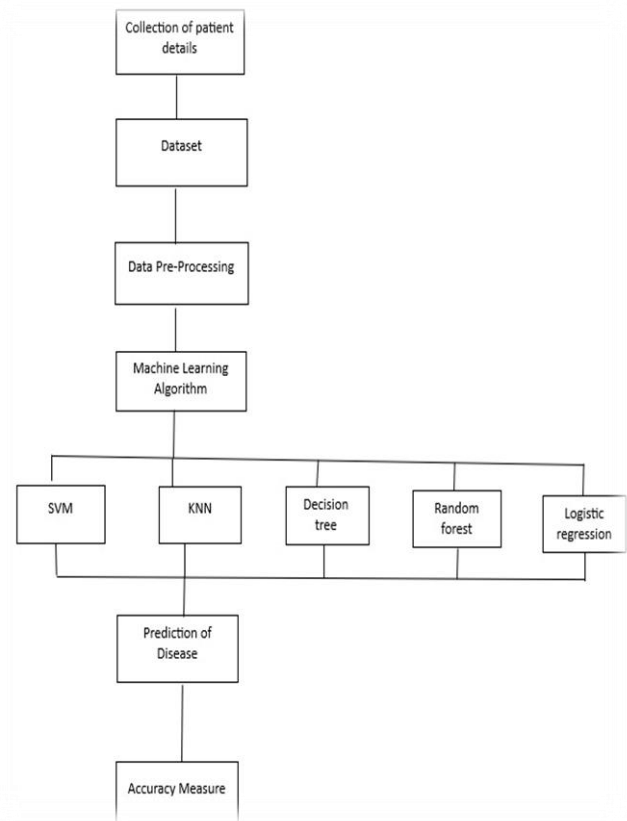 Collection of patient
details
Dataset
Data Pre-Processing
Machine Learning
Algorithm
SVM
KNN
Decision
tree
Random
forest
Logistic
regression
Prediction of
Disease
Accuracy Measure